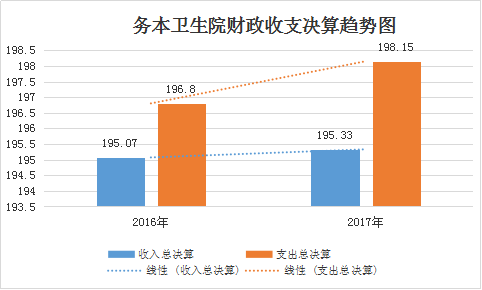 务本卫生院财政收支决算趋势图
198.5
198
197.5
197
196.5
196
195.5
195
194.5
194
193.5
195.07
196.8
195.33
198.15
2016年
2017年
收入总决算
支出总决算
线性 (收入总决算)
线性 (支出总决算)